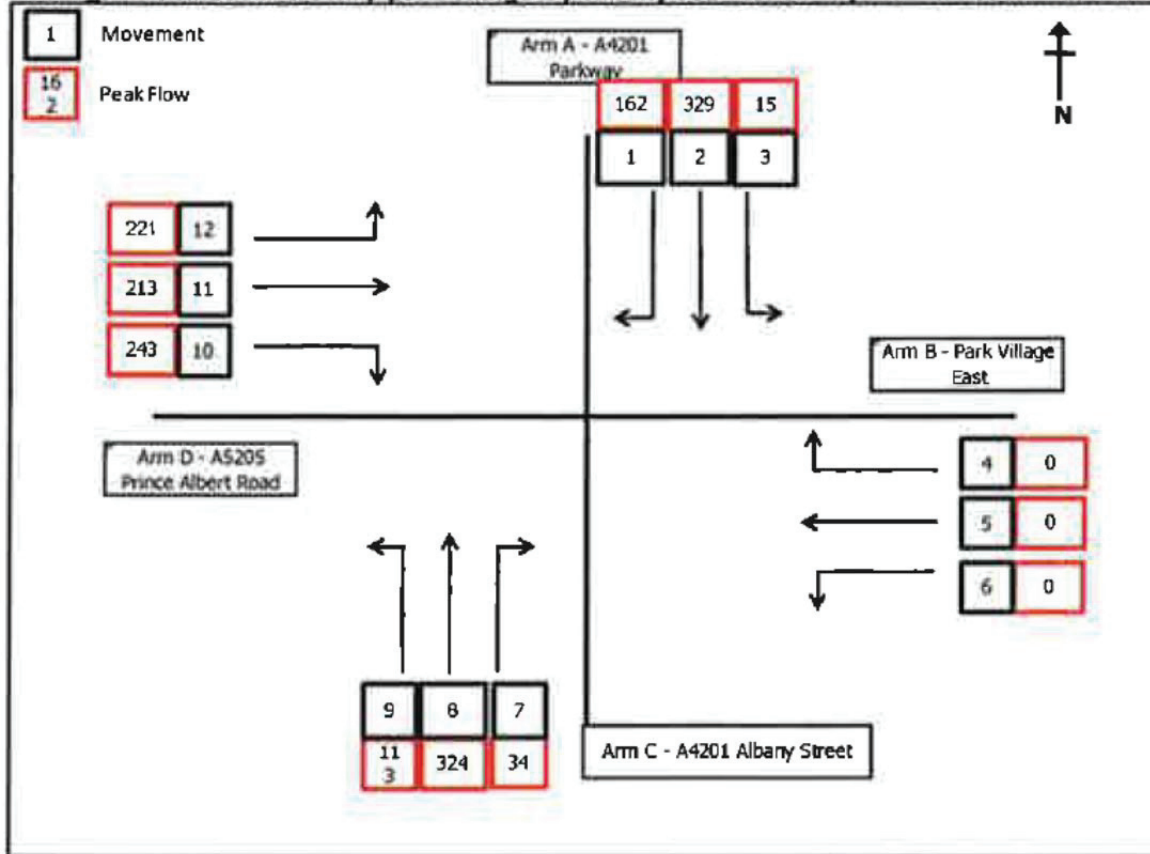 1 Movement
16
2
Peak Flow
Arm A - A4201
Parkway
N
162 329 15
1 2 3
221 12
213 11
243 10
Arm B - Park Village
East
Arm D - A5205
Prince Albert Road
4 0
5 0
6 0
9 8 7
11
3
324 34
Arm C - A4201 Albany Street